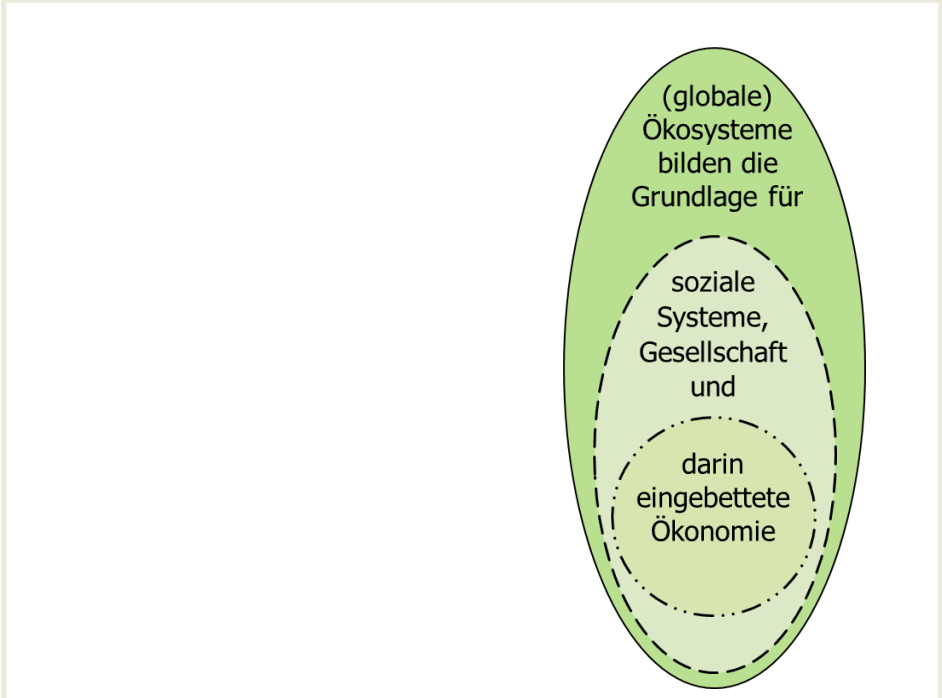 (globale)
Ökosysteme
bilden die
Grundlage für
soziale
Systeme,
Gesellschaft
und
darin
eingebettete
Ökonomie